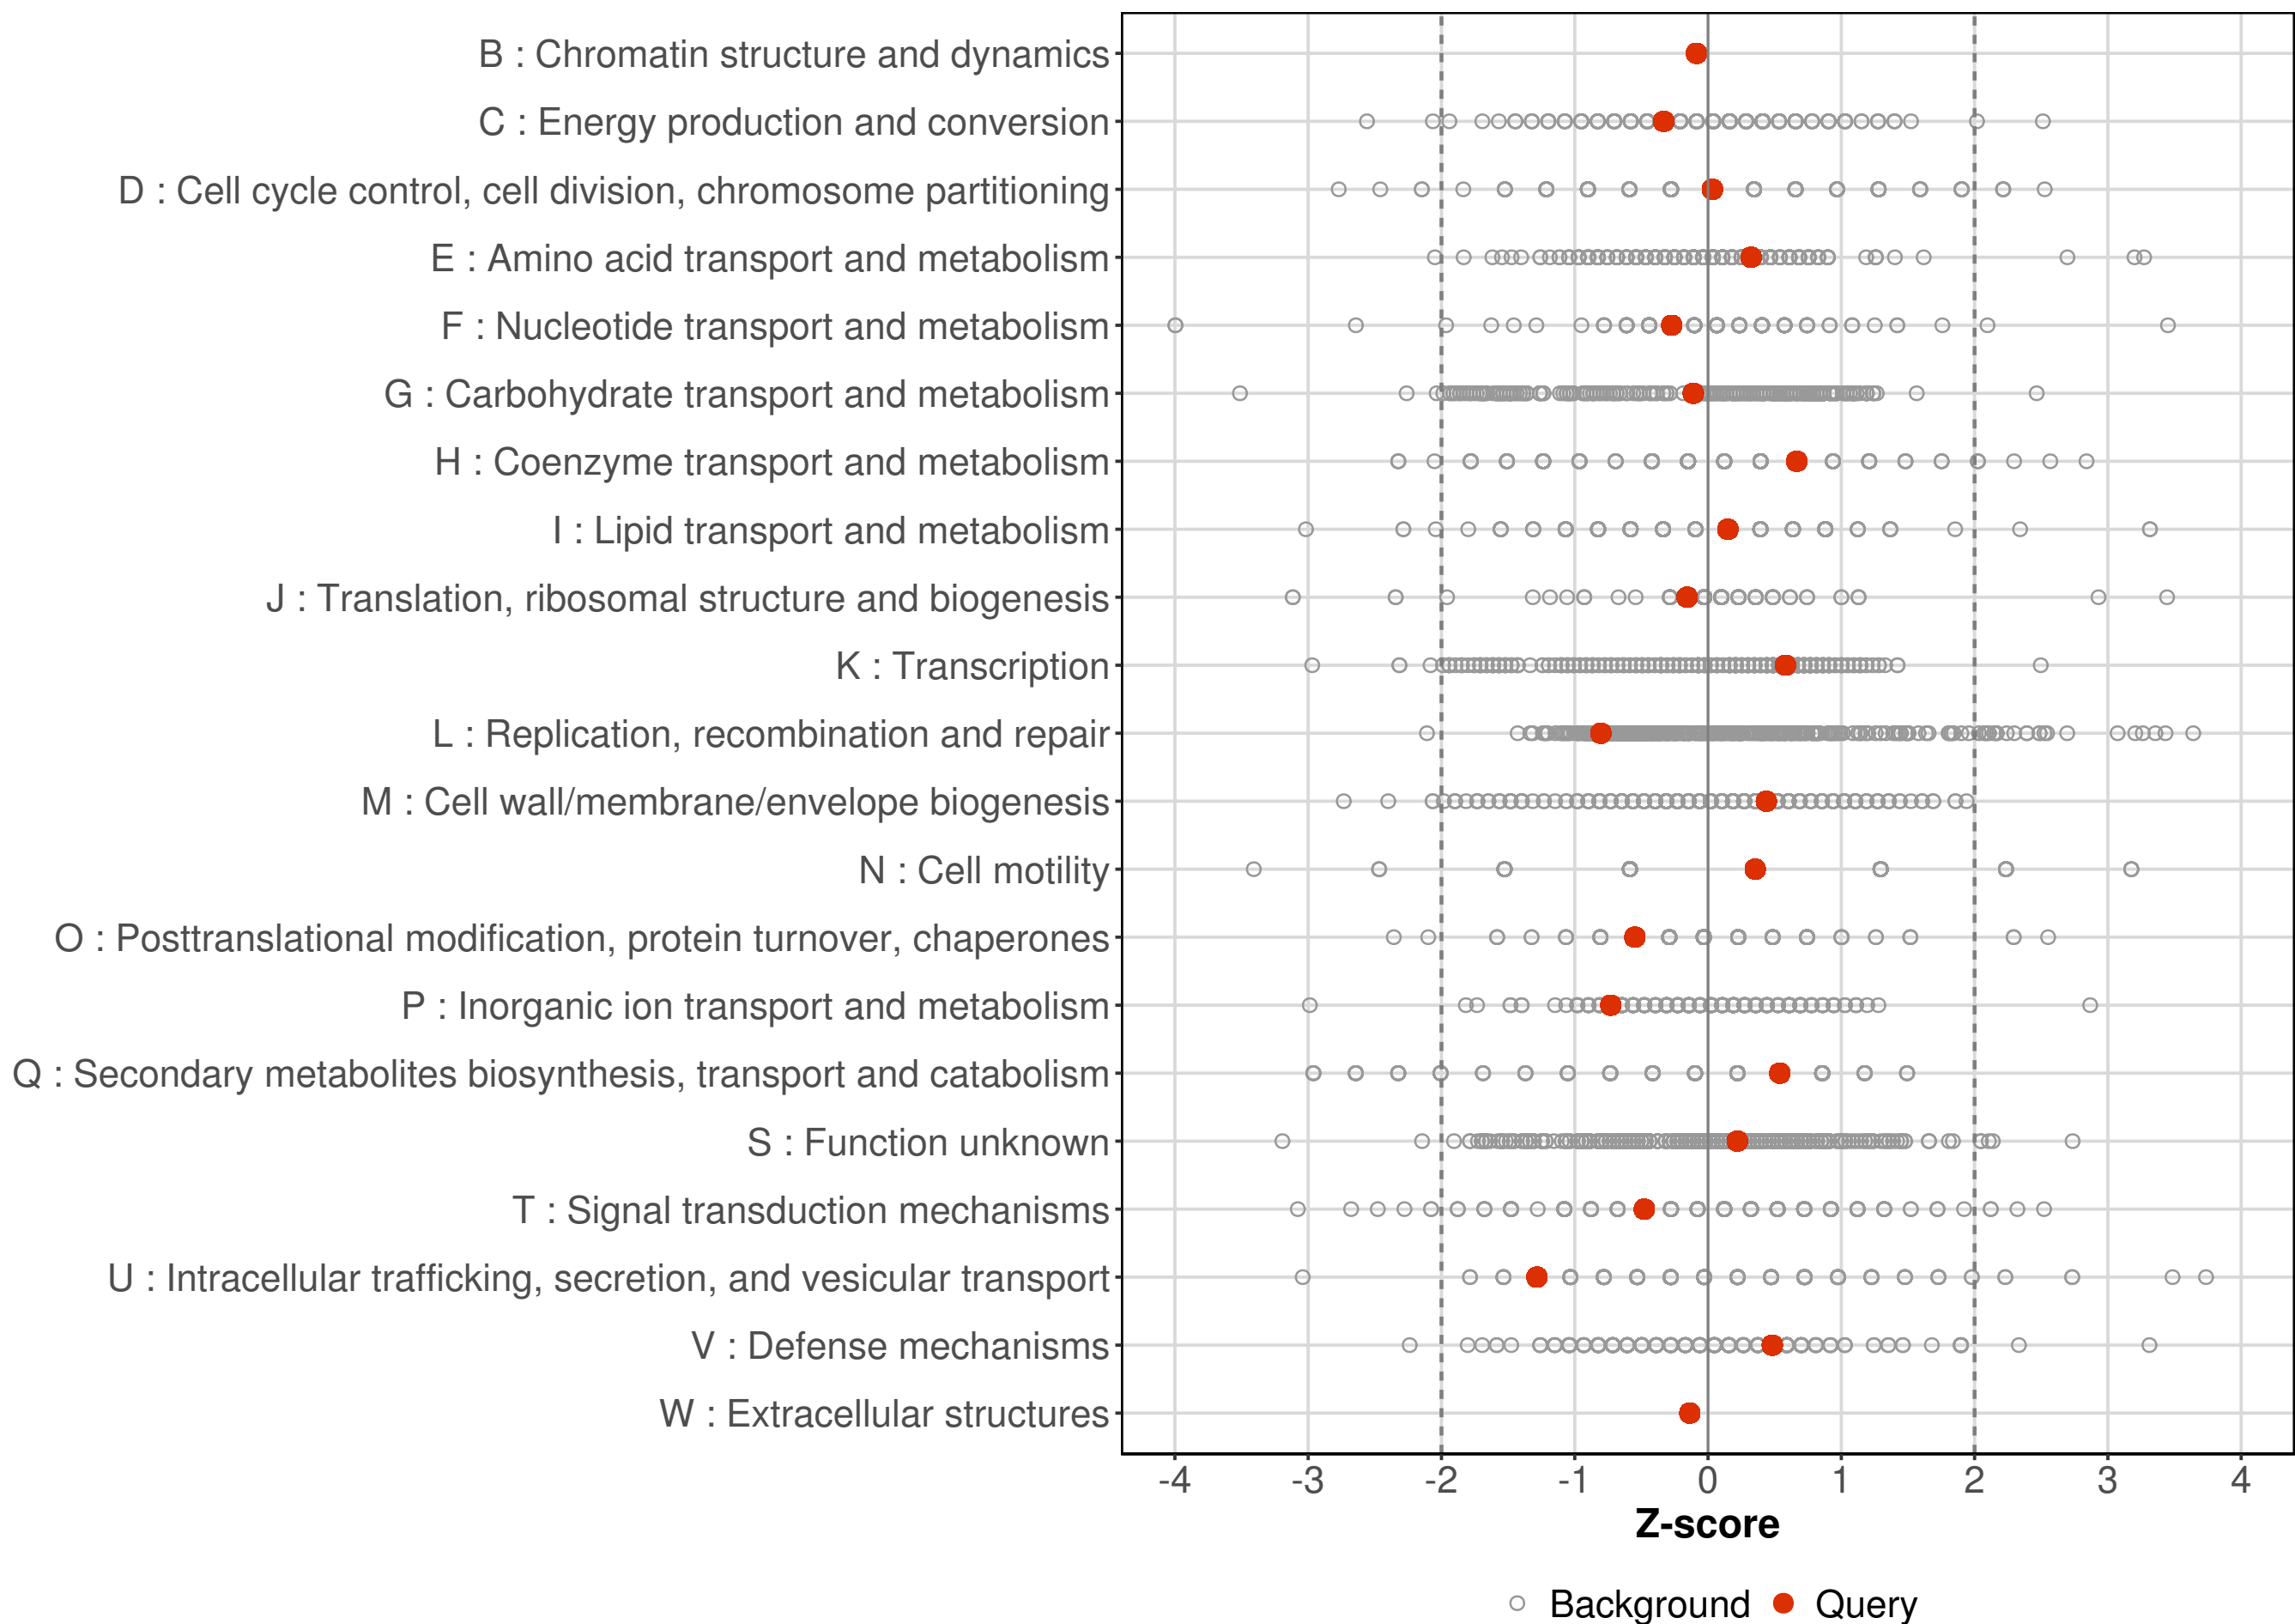 B : Chromatin structure and dynamics
C : Energy production and conversion
D : Cell cycle control, cell division, chromosome partitioning
E : Amino acid transport and metabolism
F : Nucleotide transport and metabolism
G : Carbohydrate transport and metabolism
H : Coenzyme transport and metabolism
I : Lipid transport and metabolism
J : Translation, ribosomal structure and biogenesis
K : Transcription
L : Replication, recombination and repair
M : Cell wall/membrane/envelope biogenesis
N : Cell motility
O : Posttranslational modification, protein turnover, chaperones
P : Inorganic ion transport and metabolism
Q : Secondary metabolites biosynthesis, transport and catabolism
S : Function unknown
T : Signal transduction mechanisms
U : Intracellular trafficking, secretion, and vesicular transport
V : Defense mechanisms
W : Extracellular structures
-4 -3 -2 -1 0 1 2 3 4
Z-score
Background Query